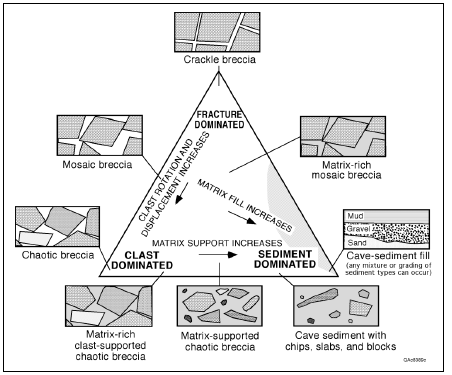 Crackle breccia
FRACTURE
DOMINATED
Mosaic breccia
CLAST ROTATION AND
DISPLACEMENT INCREASES
Matrix-rich
mosaic breccia
MATRIX FILL INCREASES
Chaotic breccia
MATRIX SUPPORT INCREASES
CLAST
DOMINATED
SEDIMENT
DOMINATED
Mud
Gravel
Sand
Cave-sediment fill
(any mixture or grading of
sediment types can occur)
Matrix-rich
clast-supported
chaotic breccia
Matrix-supported
chaotic breccia
Cave sediment with
chips, slabs, and blocks
QAc8389c